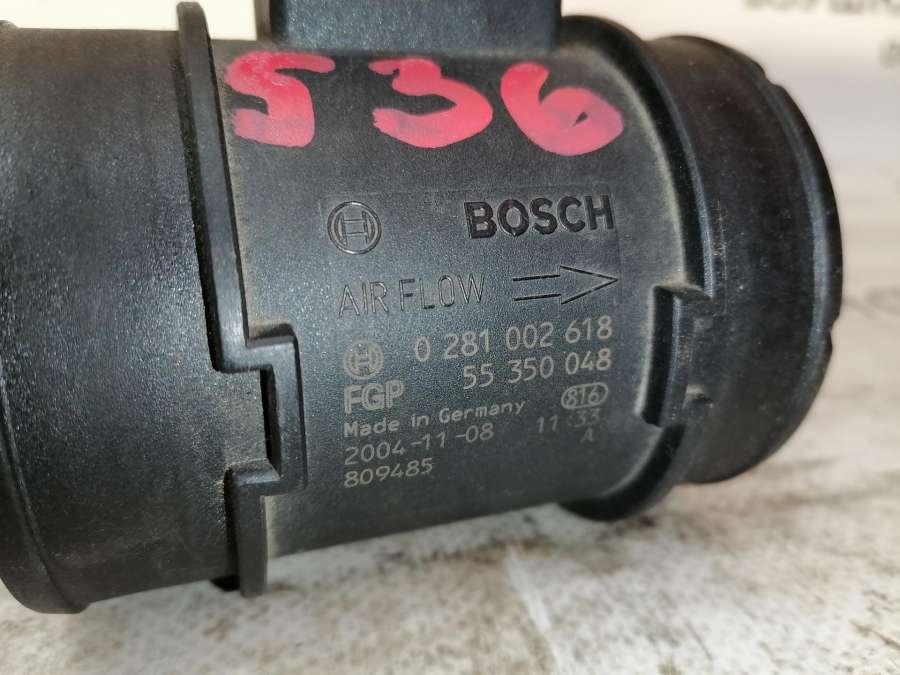 536
BOSCH
AIR FLOW
0 281 002 618
FGP 55 350 048
Made in Germany 816
2004-11-08 11:33
A
809485